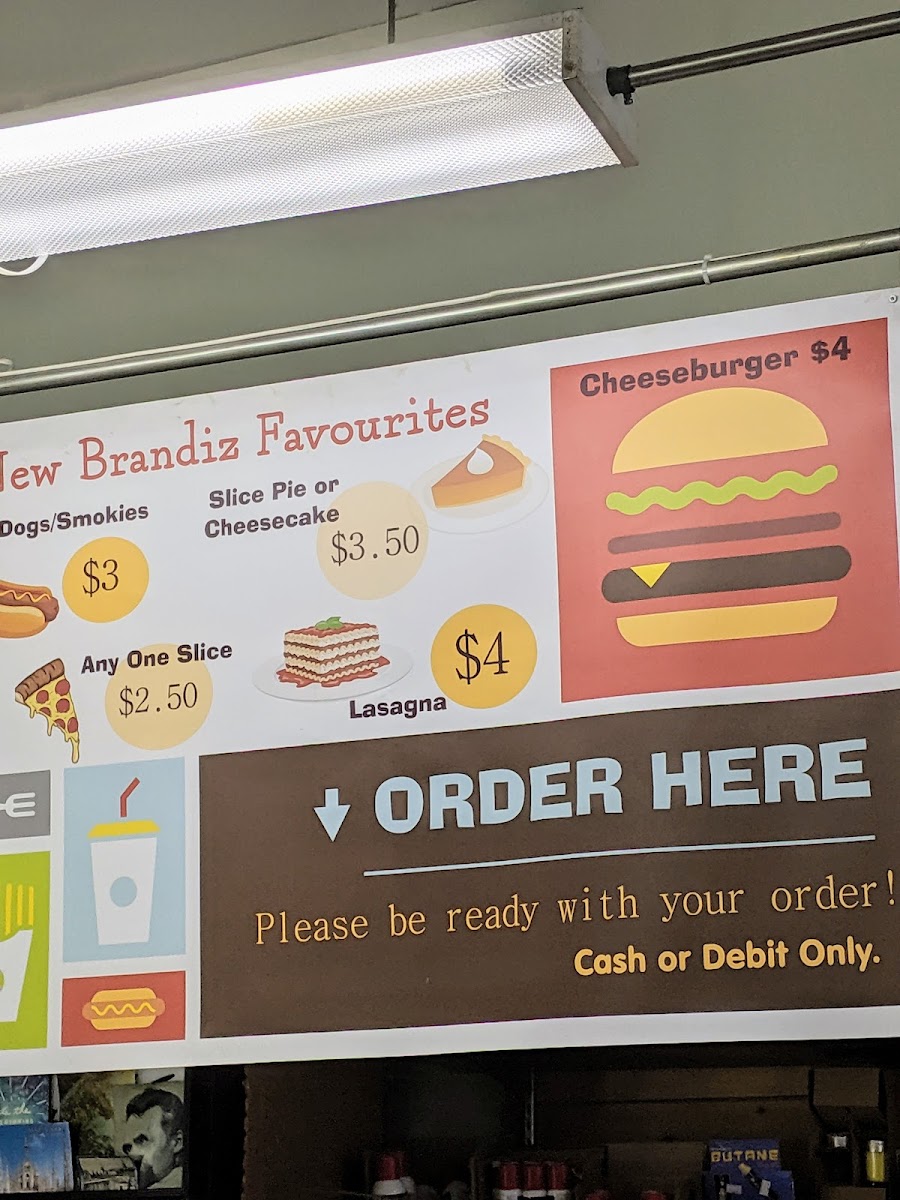 Cheeseburger $4
New Brandiz Favourites
Dogs/Smokies
$3
Slice Pie or
Cheesecake
$3.50
Any One Slice
$2.50
$4
Lasagna
ORDER HERE
Please be ready with your order!
Cash or Debit Only.
BUTANE